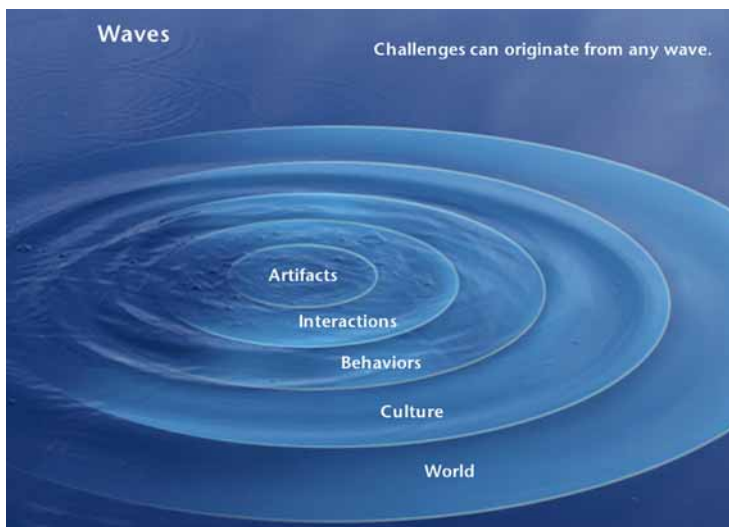 Waves
Challenges can originate from any wave.
Artifacts
Interactions
Behaviors
Culture
World